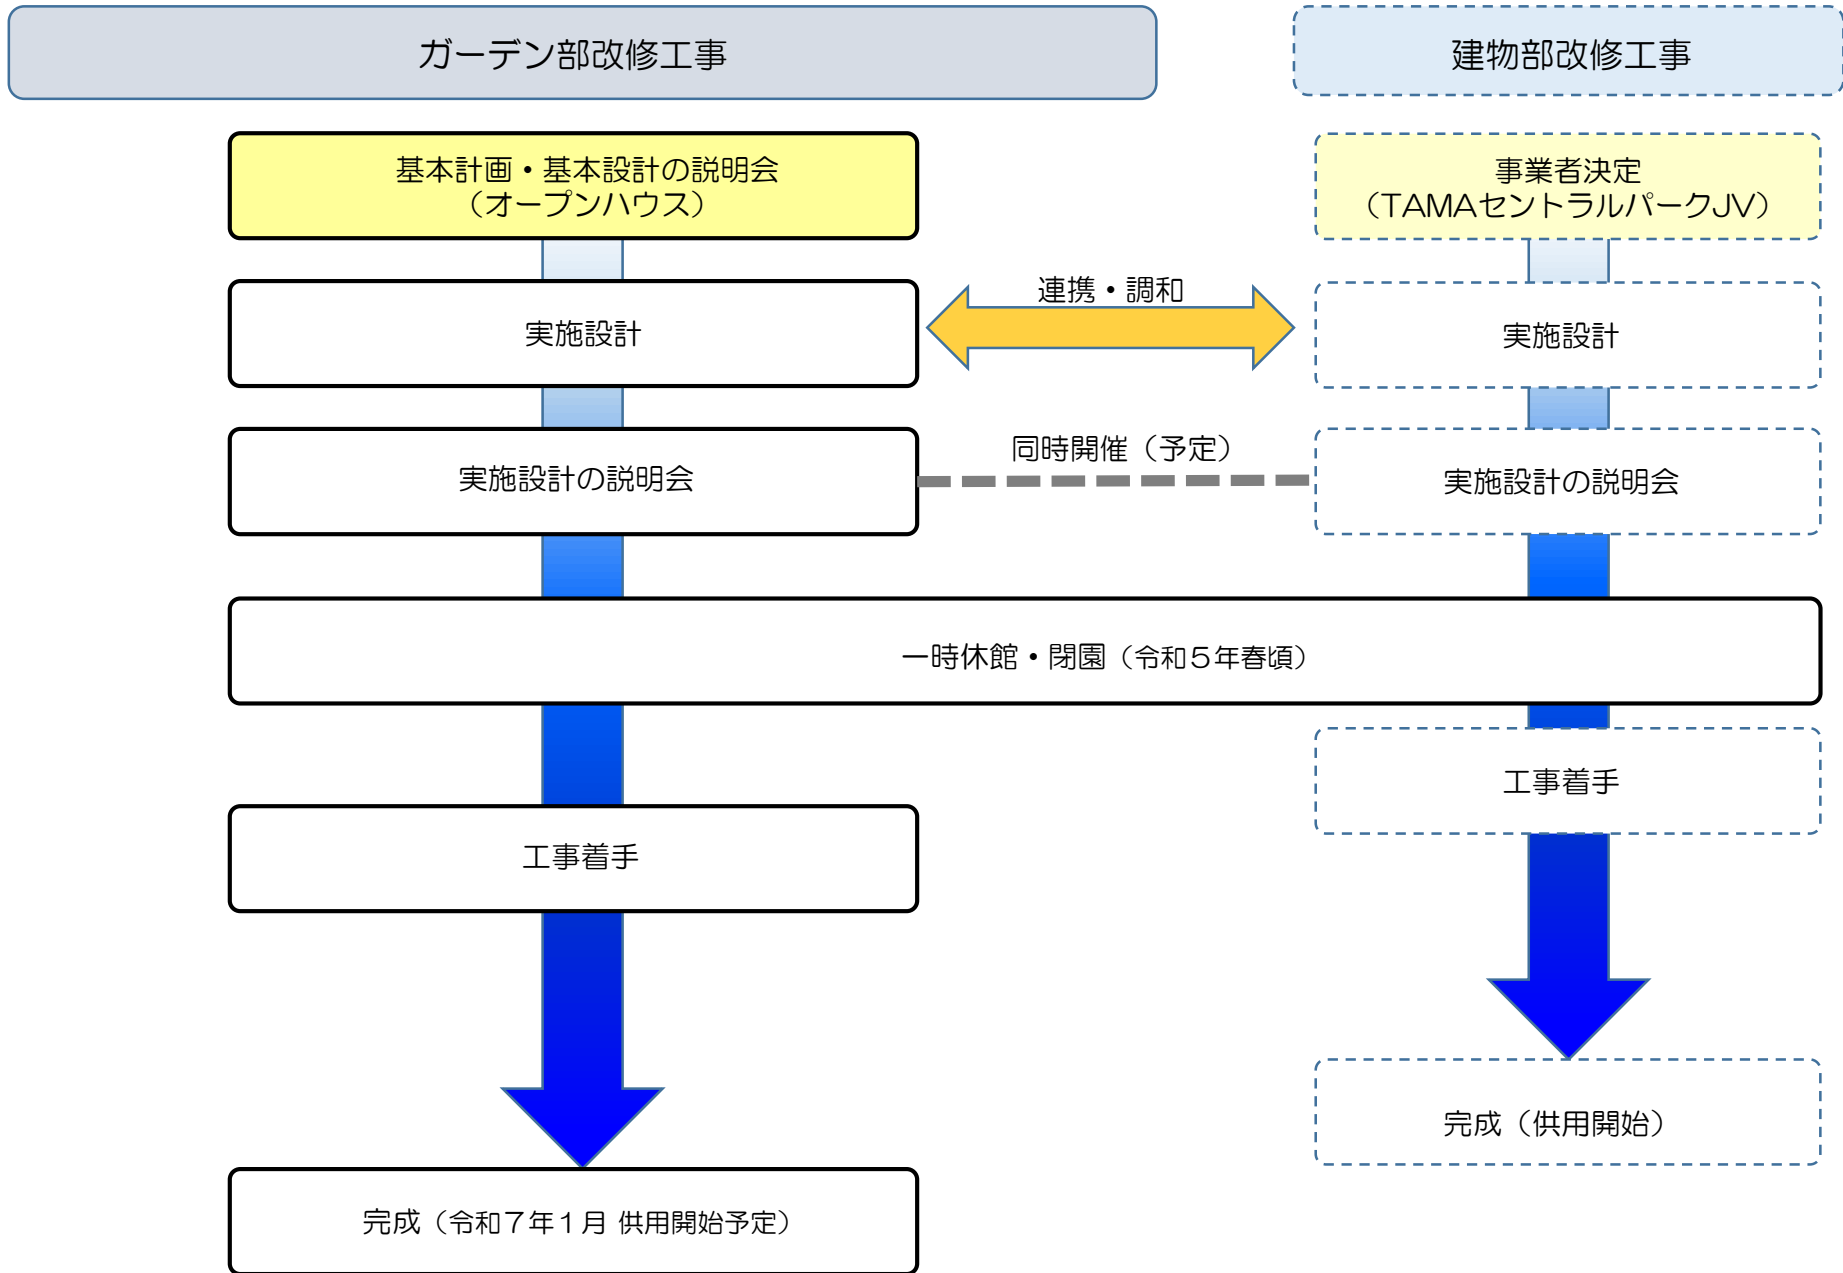 ガーデン部改修工事
建物部改修工事
基本計画・基本設計の説明会
（オープンハウス）
事業者決定
（TAMAセントラルパークJV）
連携・調和
実施設計
実施設計
同時開催（予定）
実施設計の説明会
実施設計の説明会
一時休館・閉園（令和５年春頃）
工事着手
工事着手
完成（供用開始）
完成（令和７年１月 供用開始予定）